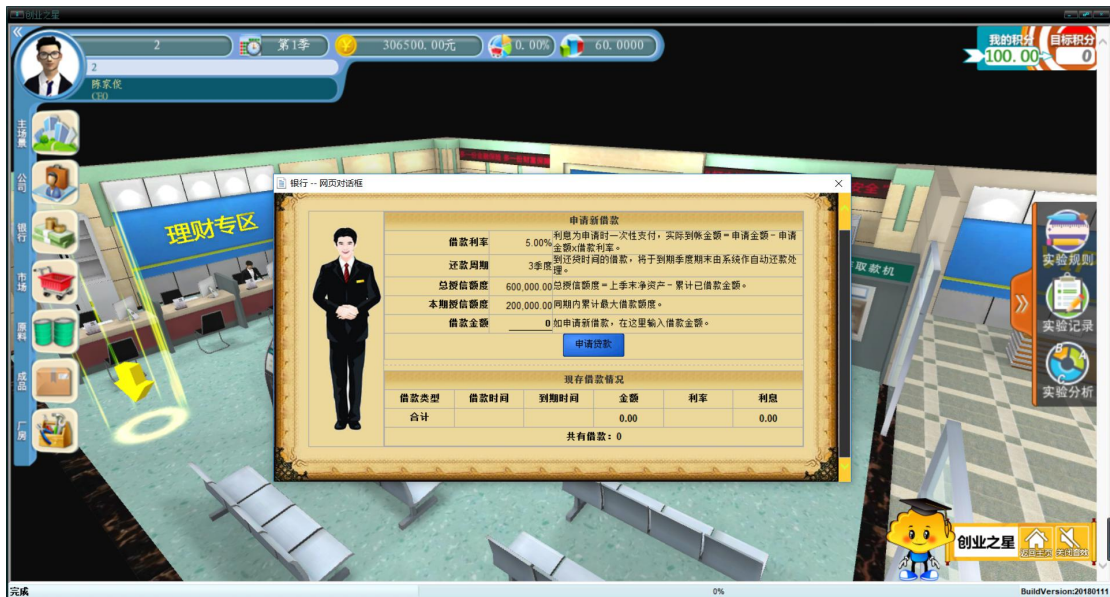 创业之星
2
第1季
306500.00元
0.00%
60.0000
我的积分
目标积分
100.00
0
2
陈家俊
CEO
主场景
公司
银行
市场
原料
成品
厂房
理财专区
安全
取款机
实验规则
实验记录
实验分析
银行 -- 网页对话框
申请新借款
借款利率 5.00% 利息为申请时一次性支付，实际到帐金额=申请金额-申请
金额x借款利率。
还款周期 3季度 到还贷时间的借款，将于到期季度期末由系统作自动还款处
理。
总授信额度 600,000.00 总授信额度=上季末净资产-累计已借款金额。
本期授信额度 200,000.00 同期内累计最大借款额度。
借款金额 0 如申请新借款，在这里输入借款金额。
申请贷款
现存借款情况
借款类型 借款时间 到期时间 金额 利率 利息
合计 0.00 0.00
共有借款：0
创业之星
返回主场
关闭音效
完成
0%
BuildVersion:20180111